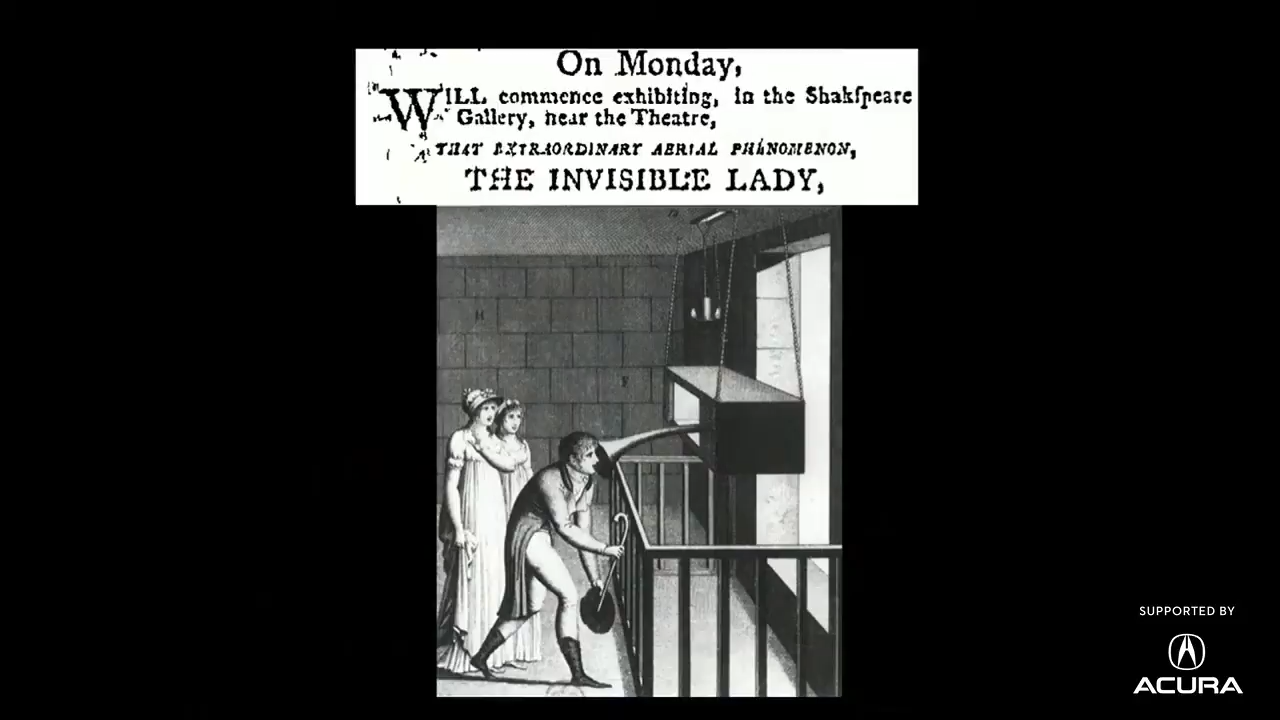 On Monday,
WILL commence exhibiting, in the Shakſpeare
Gallery, near the Theatre,
THAT EXTRAORDINARY AERIAL PHÆNOMENON,
THE INVISIBLE LADY,
H
F
SUPPORTED BY
ACURA